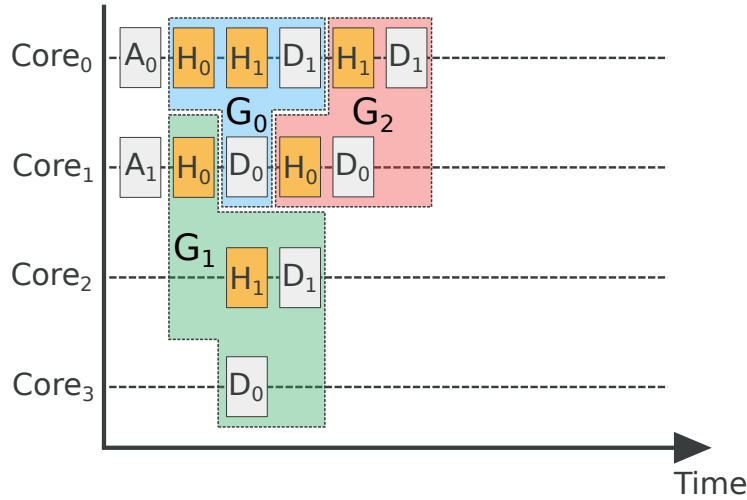 Core₀ A₀ H₀ H₁ D₁ H₁ D₁
G₀ G₂
Core₁ A₁ H₀ D₀ H₀ D₀
G₁
Core₂ H₁ D₁
Core₃ D₀
Time